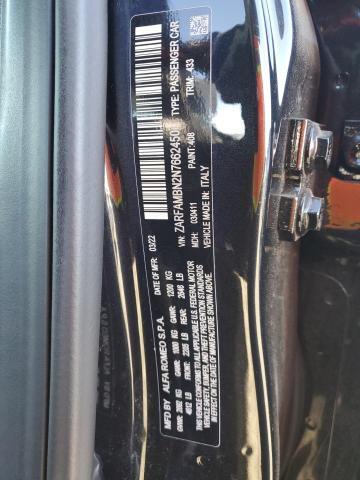 MFD BY ALFA ROMEO S.P.A.
DATE OF MFR: 03/22
GVWR: 2092 KG GAWR: 1000 KG GAWR: 1200 KG
4612 LB FRONT: 2205 LB REAR: 2646 LB
THIS VEHICLE CONFORMS TO ALL APPLICABLE U.S. FEDERAL MOTOR
VEHICLE SAFETY, BUMPER, AND THEFT PREVENTION STANDARDS
IN EFFECT ON THE DATE OF MANUFACTURE SHOWN ABOVE.
VIN: ZARFAMBN2N7662450 TYPE: PASSENGER CAR
MDH: 030411 PAINT: 408 TRIM: 433
VEHICLE MADE IN: ITALY